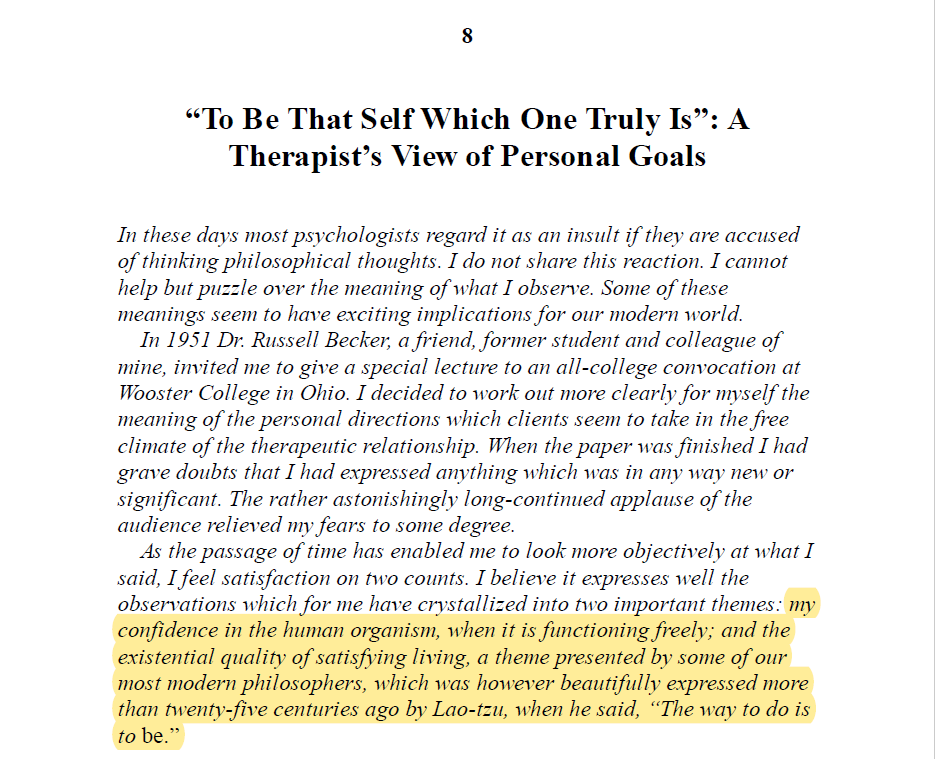 8
“To Be That Self Which One Truly Is”: A
Therapist’s View of Personal Goals
In these days most psychologists regard it as an insult if they are accused
of thinking philosophical thoughts. I do not share this reaction. I cannot
help but puzzle over the meaning of what I observe. Some of these
meanings seem to have exciting implications for our modern world.
In 1951 Dr. Russell Becker, a friend, former student and colleague of
mine, invited me to give a special lecture to an all-college convocation at
Wooster College in Ohio. I decided to work out more clearly for myself the
meaning of the personal directions which clients seem to take in the free
climate of the therapeutic relationship. When the paper was finished I had
grave doubts that I had expressed anything which was in any way new or
significant. The rather astonishingly long-continued applause of the
audience relieved my fears to some degree.
As the passage of time has enabled me to look more objectively at what I
said, I feel satisfaction on two counts. I believe it expresses well the
observations which for me have crystallized into two important themes: my
confidence in the human organism, when it is functioning freely; and the
existential quality of satisfying living, a theme presented by some of our
most modern philosophers, which was however beautifully expressed more
than twenty-five centuries ago by Lao-tzu, when he said, “The way to do is
to be.”